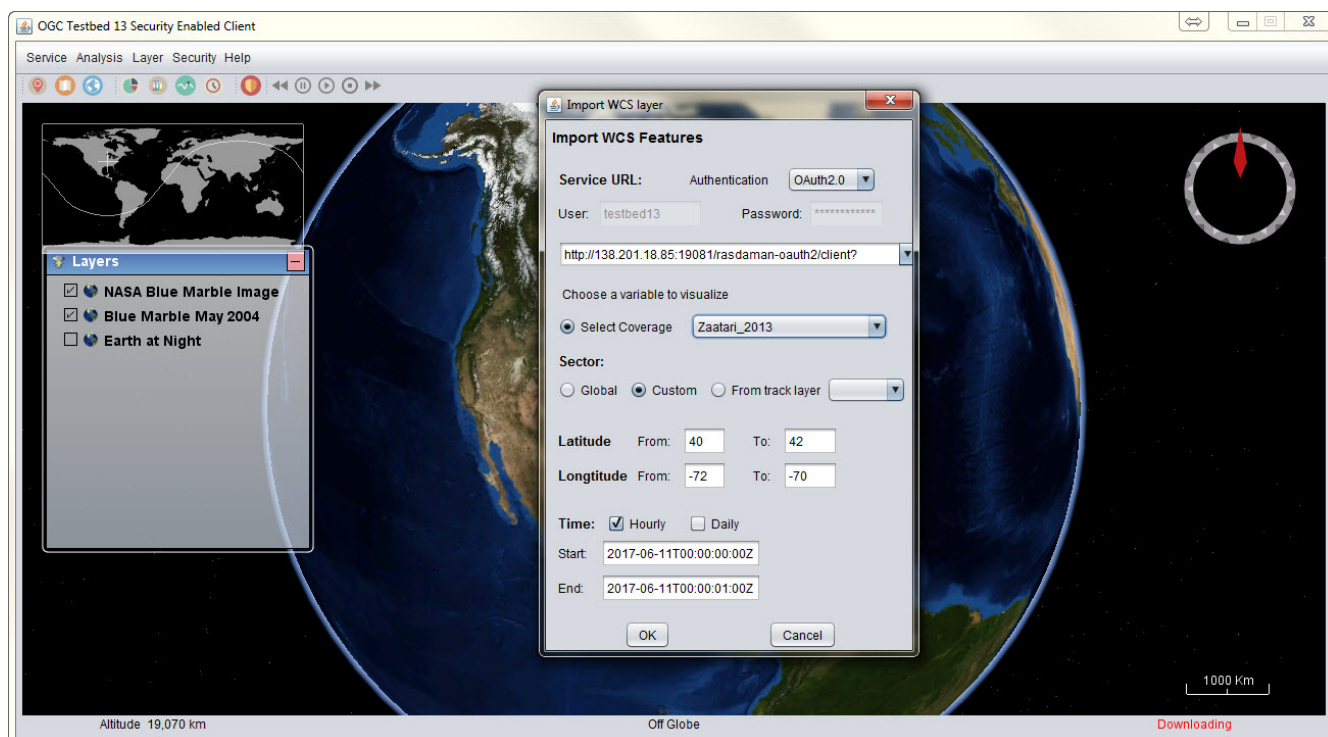 OGC Testbed 13 Security Enabled Client
Service Analysis Layer Security Help
Layers
NASA Blue Marble Image
Blue Marble May 2004
Earth at Night
Import WCS layer
Import WCS Features
Service URL: Authentication OAuth2.0
User: testbed13 Password: ************
http://138.201.18.85:19081/rasdaman-oauth2/client?
Choose a variable to visualize
Select Coverage Zaatari_2013
Sector:
Global Custom From track layer
Latitude From: 40 To: 42
Longtitude From: -72 To: -70
Time: Hourly Daily
Start: 2017-06-11T00:00:00:00Z
End: 2017-06-11T00:00:01:00Z
OK Cancel
1000 Km
Altitude 19,070 km Off Globe Downloading